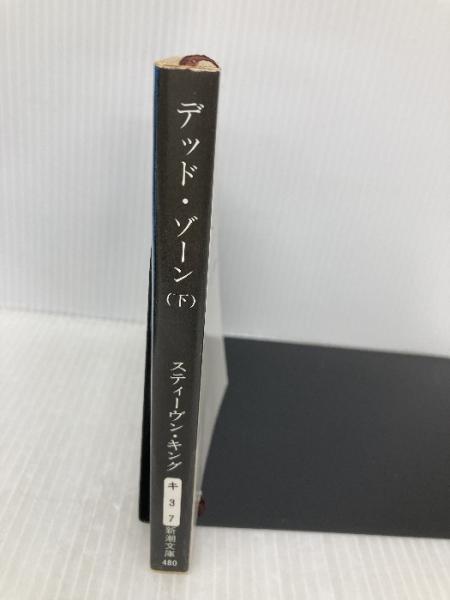 デッド・ゾーン(下)
スティーヴン・キング
キ
3
7
新潮文庫
480